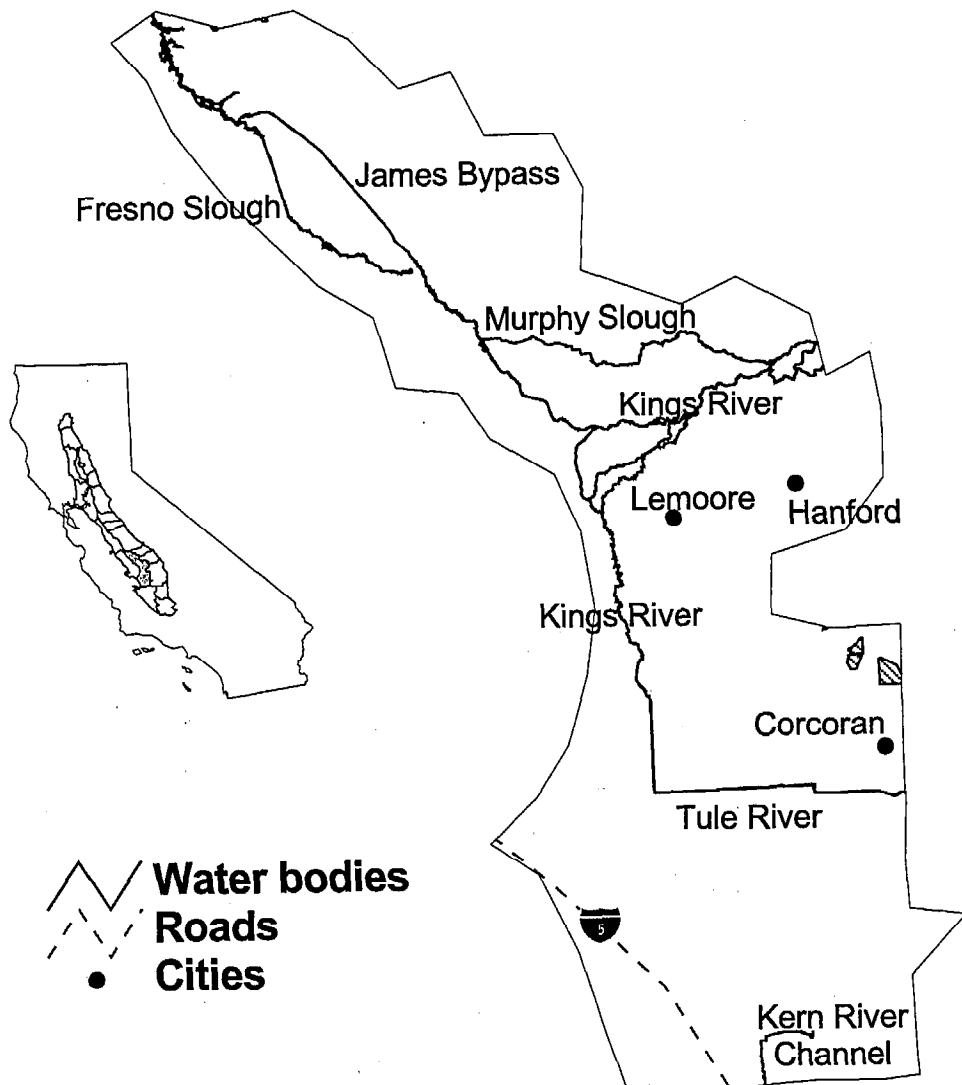 James Bypass
Fresno Slough
Murphy Slough
Kings River
Lemoore
Hanford
Kings River
Corcoran
Tule River
Water bodies
Roads
Cities
5
Kern River
Channel